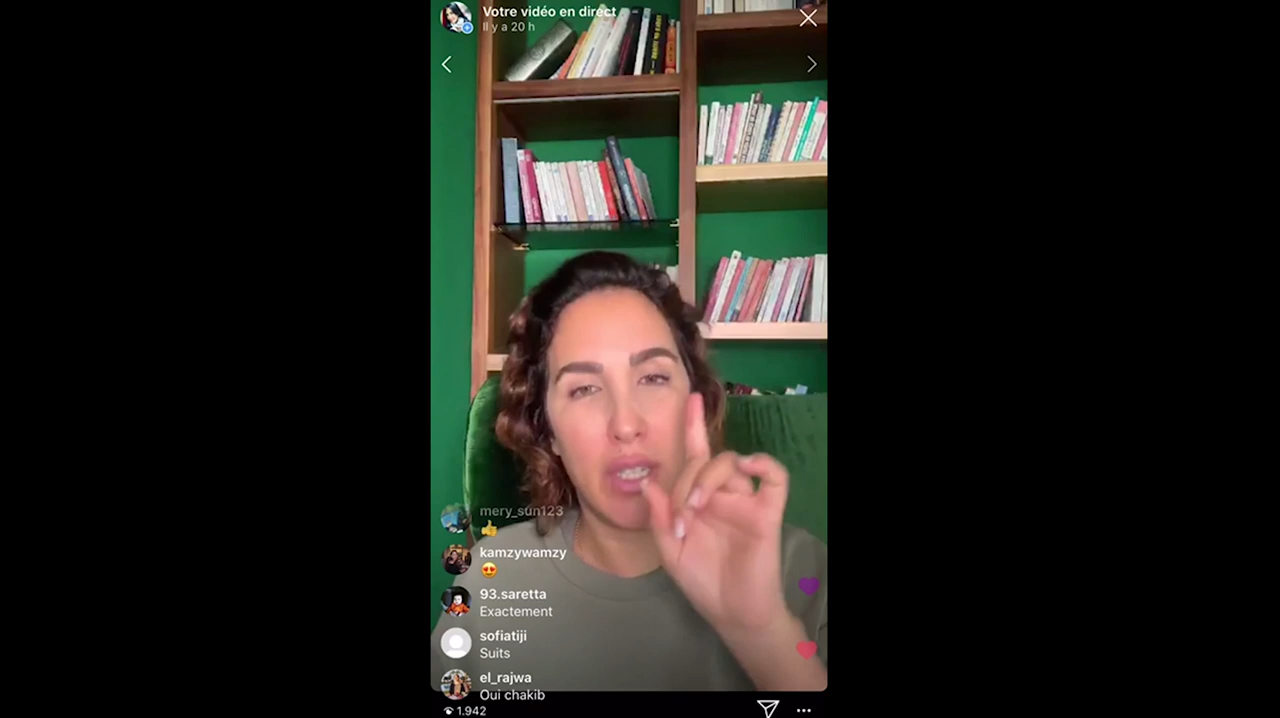 Votre vidéo en direct
Il y a 20 h
mery_sun123
👍
kamzywamzy
😍
93.saretta
Exactement
sofiatiji
Suits
el_rajwa
Oui chakib
1.942